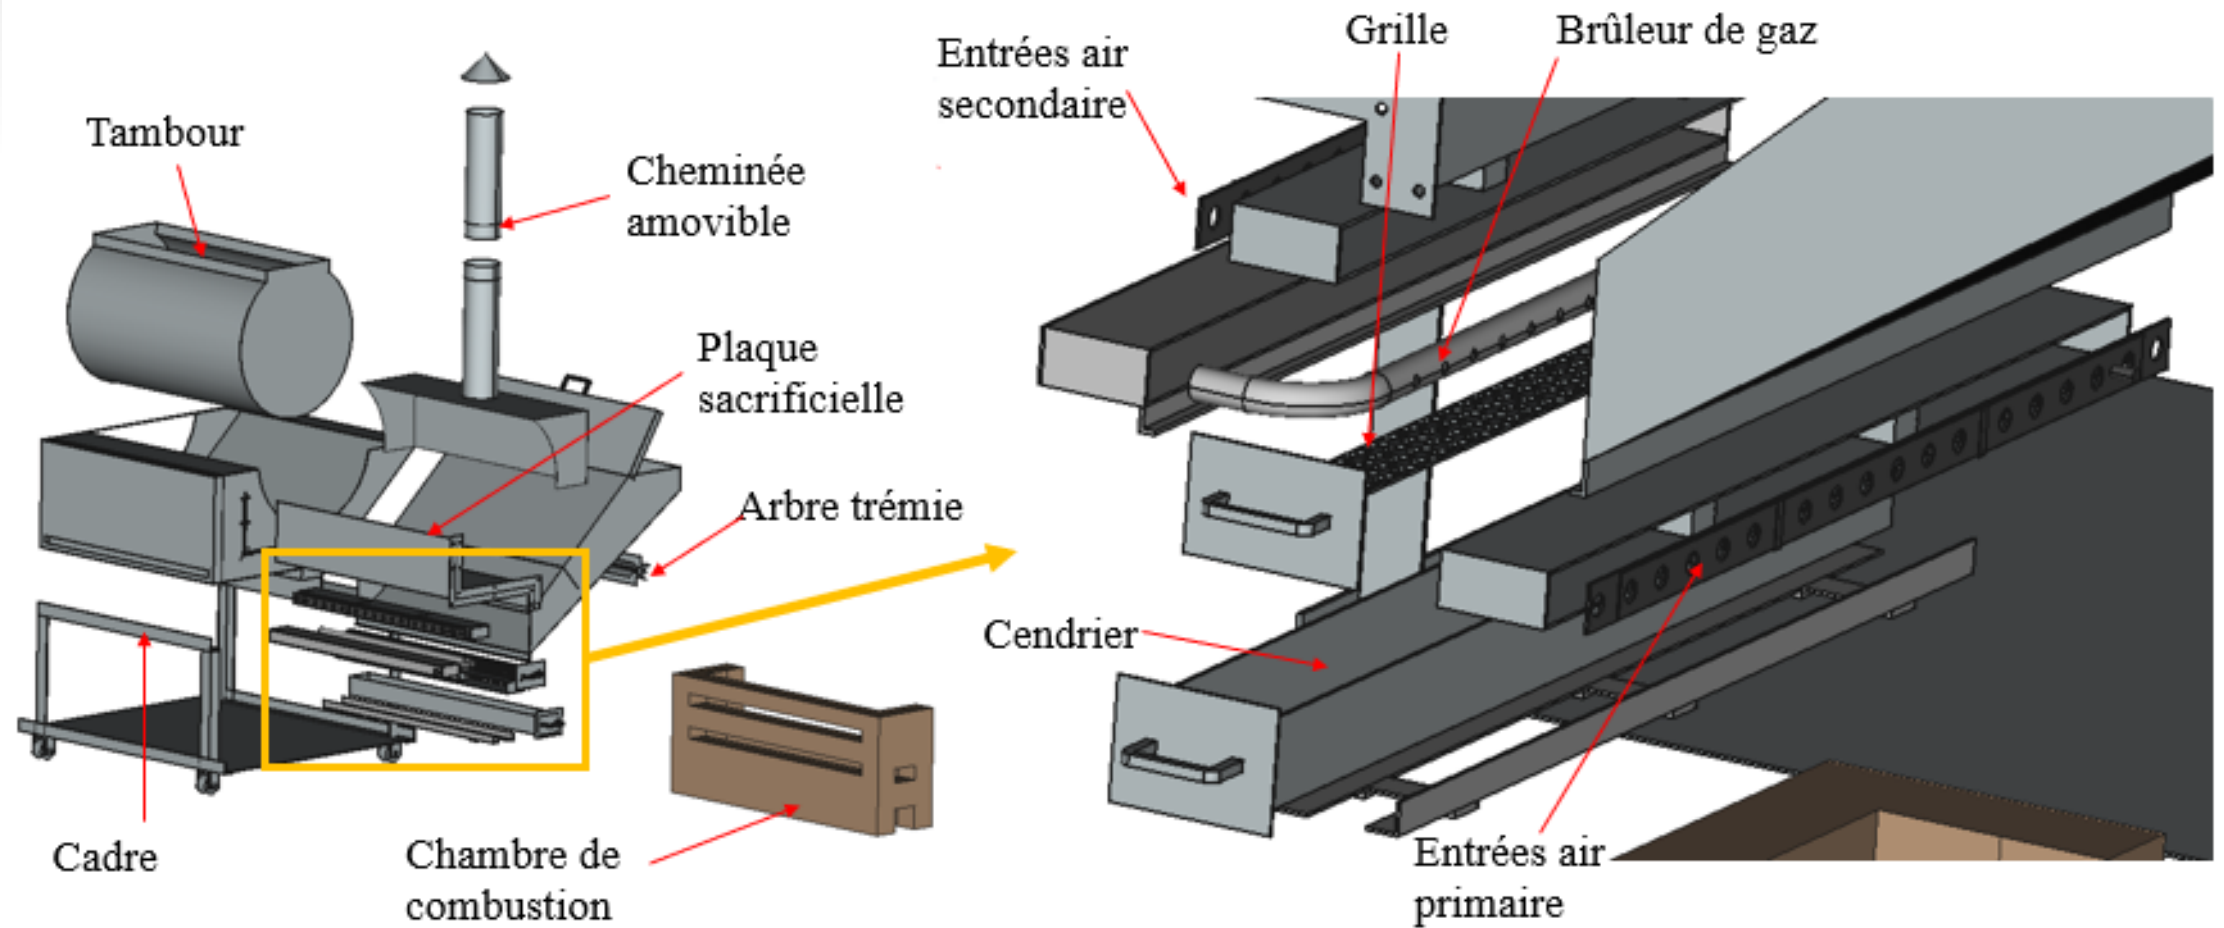 Tambour
Cheminée
amovible
Plaque
sacrificielle
Arbre trémie
Cadre
Chambre de
combustion
Entrées air
secondaire
Grille
Brûleur de gaz
Cendrier
Entrées air
primaire